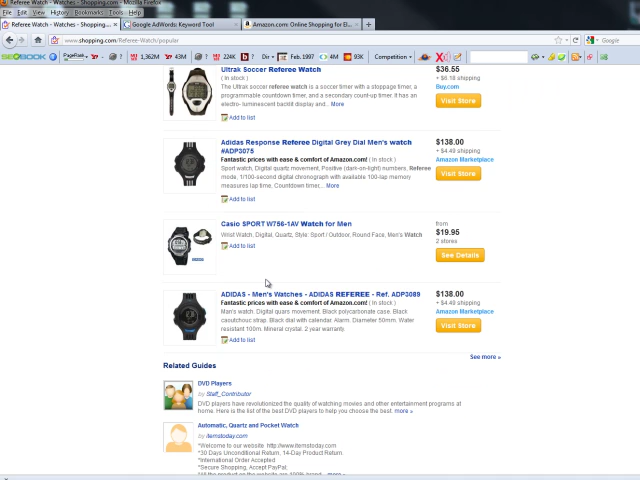 Referee Watch - Watches - Shopping.com - Mozilla Firefox
File Edit View History Bookmarks Tools Help
Referee Watch - Watches - Shopping.... × Google AdWords: Keyword Tool × Amazon.com: Online Shopping for El... × +
www.shopping.com/Referee-Watch/popular Google
SEOBOOK PageRank ? 1,362M 43M ? 224K b ? Dir Feb. 1997 4M 93K Competition
Ultrak Soccer Referee Watch
( In stock )
The Ultrak soccer referee watch is a soccer timer with a stoppage timer, a
programmable countdown timer, and a secondary count-up timer. It has an
electro- luminescent backlit display and... More
Add to list
$36.55
+ $6.18 shipping
Buy.com
Visit Store
Adidas Response Referee Digital Grey Dial Men's watch
#ADP3075
Fantastic prices with ease & comfort of Amazon.com! ( In stock )
Sport watch, Digital quartz movement, Positive (dark-on-light) numbers, Referee
mode, 1/100-second digital chronograph with available 100-lap memory
measures lap time. Countdown timer... More
Add to list
$138.00
+ $4.49 shipping
Amazon Marketplace
Visit Store
Casio SPORT W756-1AV Watch for Men
Wrist Watch, Digital, Quartz, Style: Sport / Outdoor, Round Face, Men's Watch
Add to list
from
$19.95
2 stores
See Details
ADIDAS - Men's Watches - ADIDAS REFEREE - Ref. ADP3089
Fantastic prices with ease & comfort of Amazon.com! ( In stock )
Man's watch. Digital quars movement. Black polycarbonate case. Black
caoutchouc strap. Black dial with calendar. Alarm. Diameter 50mm. Water
resistant 100m. Mineral crystal. 2 year warranty.
Add to list
$138.00
+ $4.49 shipping
Amazon Marketplace
Visit Store
See more »
Related Guides
DVD Players
by Staff_Contributor
DVD players have revolutionized the quality of watching movies and other entertainment programs at
home. Here is the list of the best DVD players to help you choose the best. more »
Automatic, Quartz and Pocket Watch
by itemstoday.com
*Welcome to our website http://www.itemstoday.com
*30 Days Unconditional Return, 14-Day Product Return.
*International Order Accepted
*Secure Shopping, Accept PayPal;